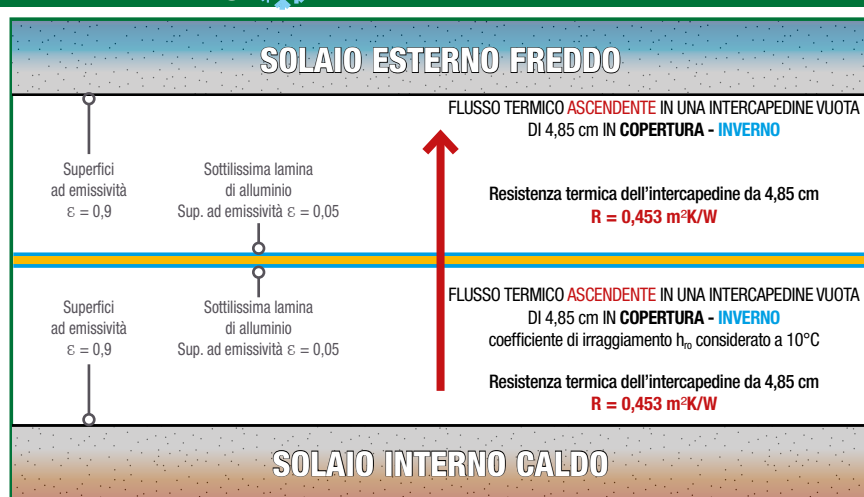 SOLAIO ESTERNO FREDDO
FLUSSO TERMICO ASCENDENTE IN UNA INTERCAPEDINE VUOTA
DI 4,85 cm IN COPERTURA - INVERNO
Superfici
ad emissività
ε = 0,9
Sottilissima lamina
di alluminio
Sup. ad emissività ε = 0,05
Resistenza termica dell'intercapedine da 4,85 cm
R = 0,453 m²K/W
Superfici
ad emissività
ε = 0,9
Sottilissima lamina
di alluminio
Sup. ad emissività ε = 0,05
FLUSSO TERMICO ASCENDENTE IN UNA INTERCAPEDINE VUOTA
DI 4,85 cm IN COPERTURA - INVERNO
coefficiente di irraggiamento hro considerato a 10°C
Resistenza termica dell'intercapedine da 4,85 cm
R = 0,453 m²K/W
SOLAIO INTERNO CALDO